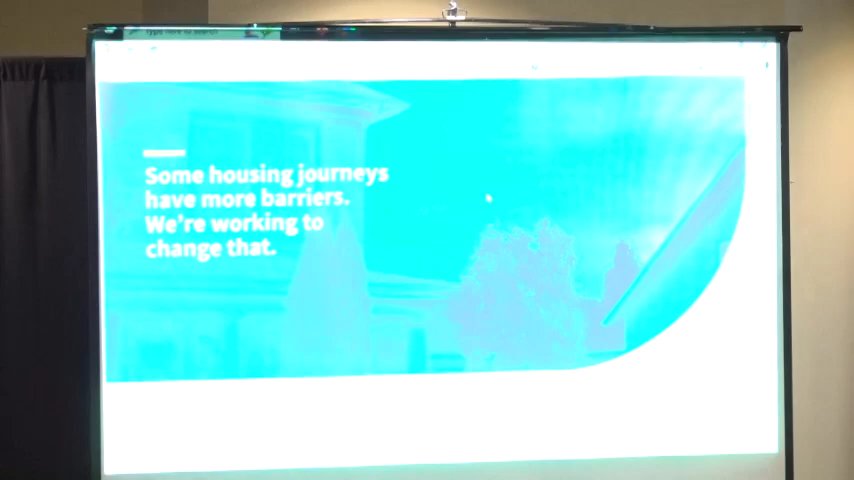 Some housing journeys
have more barriers.
We're working to
change that.